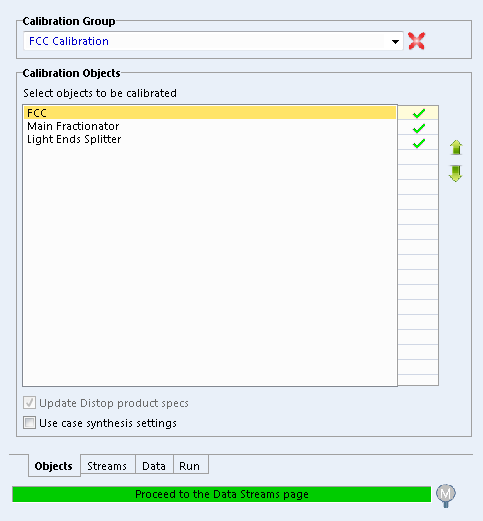 Calibration Group
FCC Calibration
Calibration Objects
Select objects to be calibrated
FCC
Main Fractionator
Light Ends Splitter
Update Distop product specs
Use case synthesis settings
Objects Streams Data Run
Proceed to the Data Streams page M